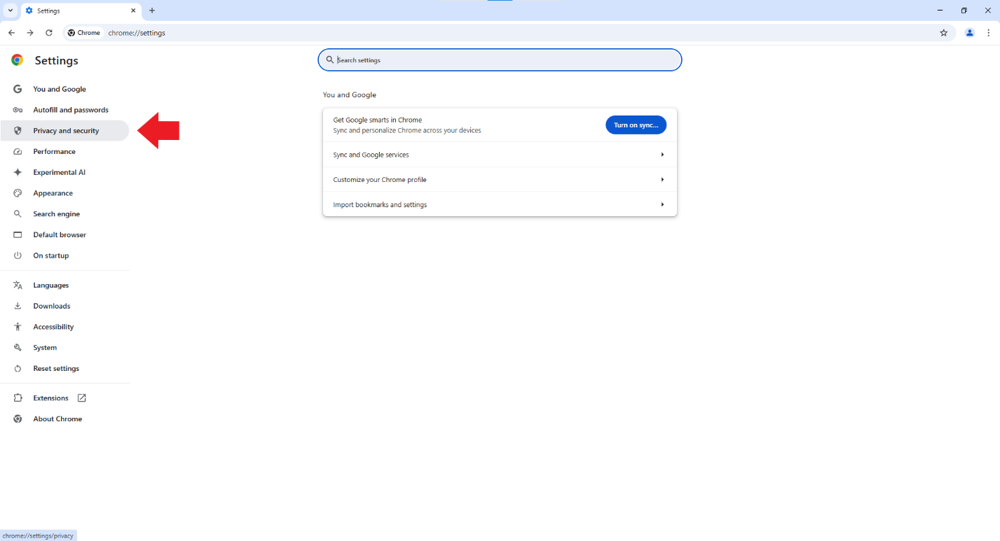 Settings
Chrome
chrome://settings
Settings
Search settings
You and Google
Autofill and passwords
Privacy and security
Performance
Experimental AI
Appearance
Search engine
Default browser
On startup
Languages
Downloads
Accessibility
System
Reset settings
Extensions
About Chrome
You and Google
Get Google smarts in Chrome
Sync and personalize Chrome across your devices
Turn on sync...
Sync and Google services
Customize your Chrome profile
Import bookmarks and settings
chrome://settings/privacy